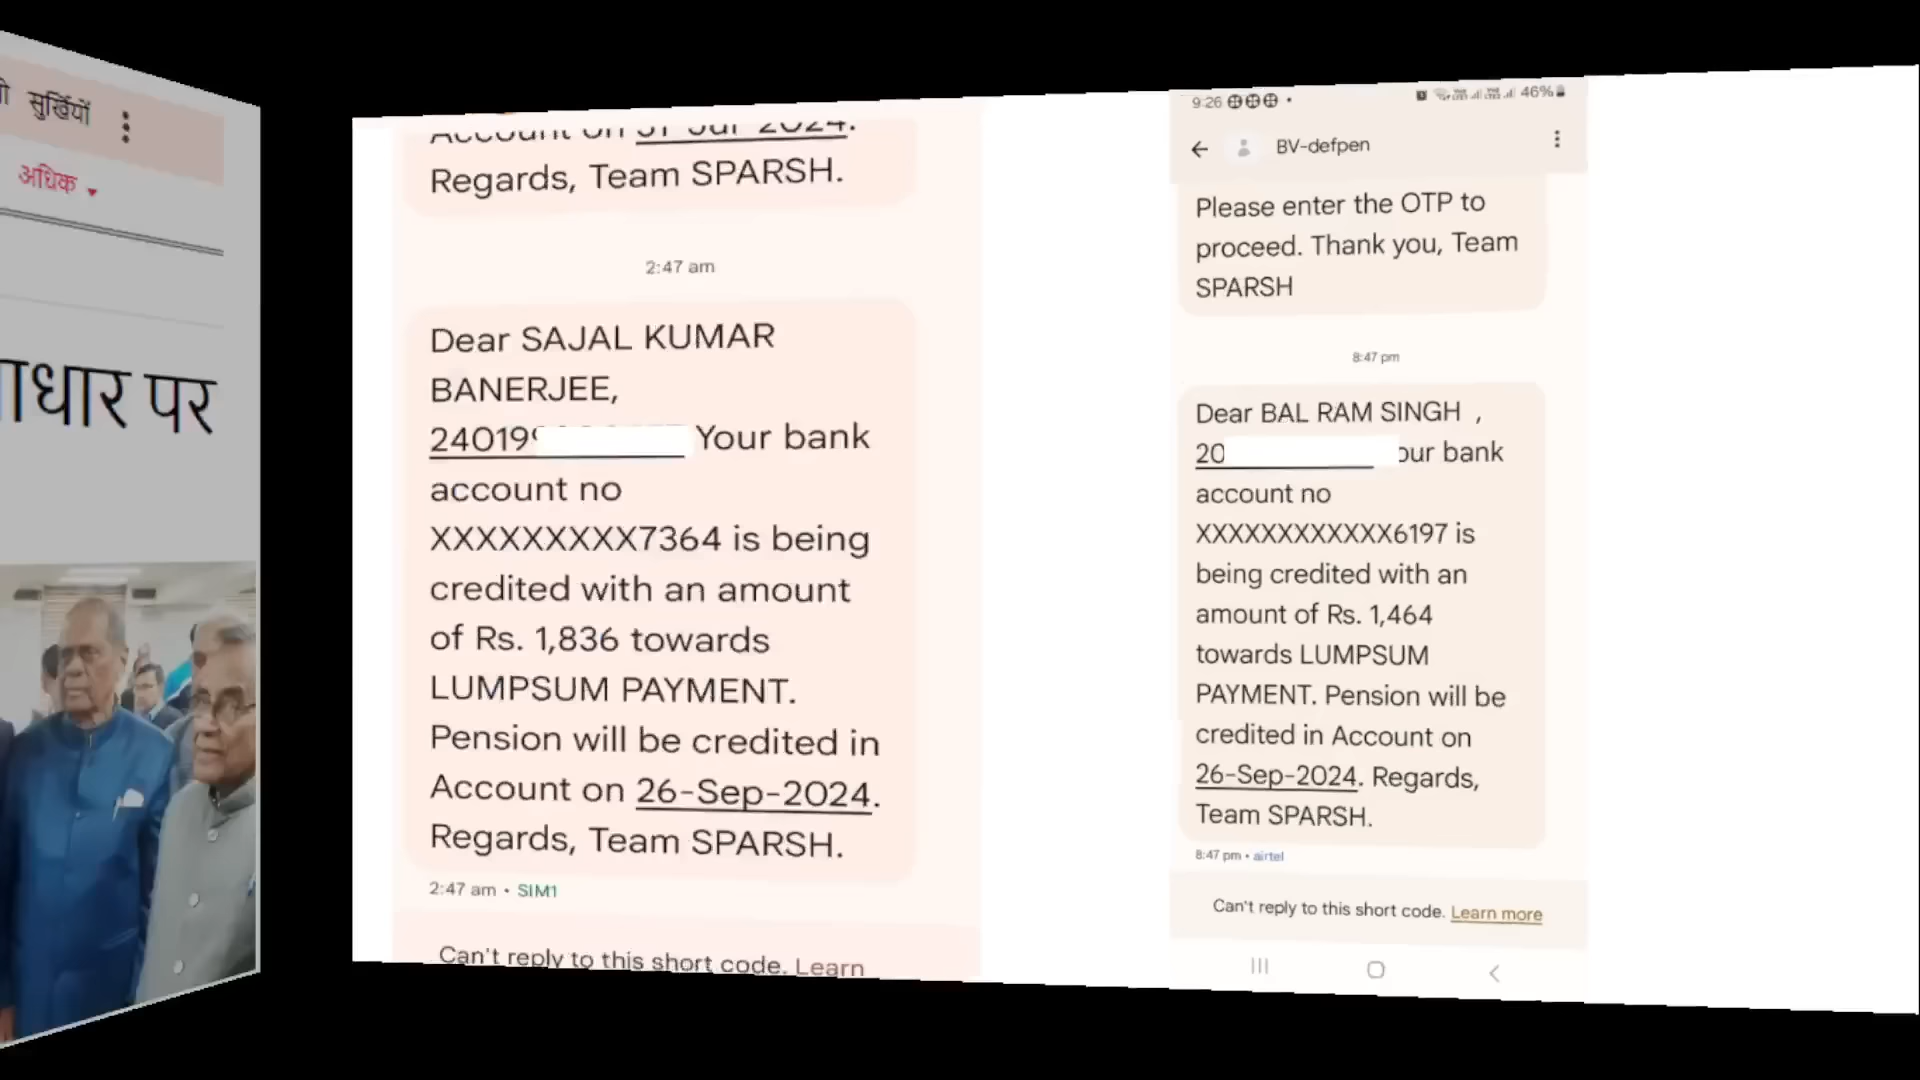 सुर्खियों
अधिक
ाधार पर
Account on 31-Jul-2024.
Regards, Team SPARSH.
2:47 am
Dear SAJAL KUMAR
BANERJEE,
24019 Your bank
account no
XXXXXXXXX7364 is being
credited with an amount
of Rs. 1,836 towards
LUMPSUM PAYMENT.
Pension will be credited in
Account on 26-Sep-2024.
Regards, Team SPARSH.
2:47 am • SIM1
Can't reply to this short code. Learn
9:26
46%
BV-defpen
Please enter the OTP to
proceed. Thank you, Team
SPARSH
8:47 pm
Dear BAL RAM SINGH ,
20 our bank
account no
XXXXXXXXXXXX6197 is
being credited with an
amount of Rs. 1,464
towards LUMPSUM
PAYMENT. Pension will be
credited in Account on
26-Sep-2024. Regards,
Team SPARSH.
8:47 pm • airtel
Can't reply to this short code. Learn more